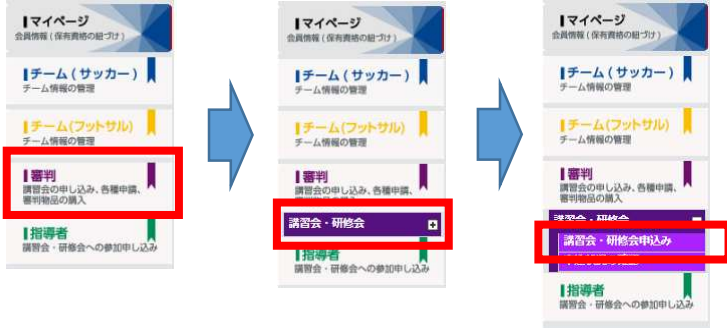 マイページ
会員情報（保有資格の紐づけ）
チーム（サッカー）
チーム情報の管理
チーム(フットサル)
チーム情報の管理
審判
講習会の申し込み、各種申請、
審判物品の購入
指導者
講習会・研修会への参加申し込み
マイページ
会員情報（保有資格の紐づけ）
チーム（サッカー）
チーム情報の管理
チーム(フットサル)
チーム情報の管理
審判
講習会の申し込み、各種申請、
審判物品の購入
講習会・研修会
指導者
講習会・研修会への参加申し込み
マイページ
会員情報（保有資格の紐づけ）
チーム（サッカー）
チーム情報の管理
チーム(フットサル)
チーム情報の管理
審判
講習会の申し込み、各種申請、
審判物品の購入
講習会・研修会
講習会・研修会申込み
指導者
講習会・研修会への参加申し込み